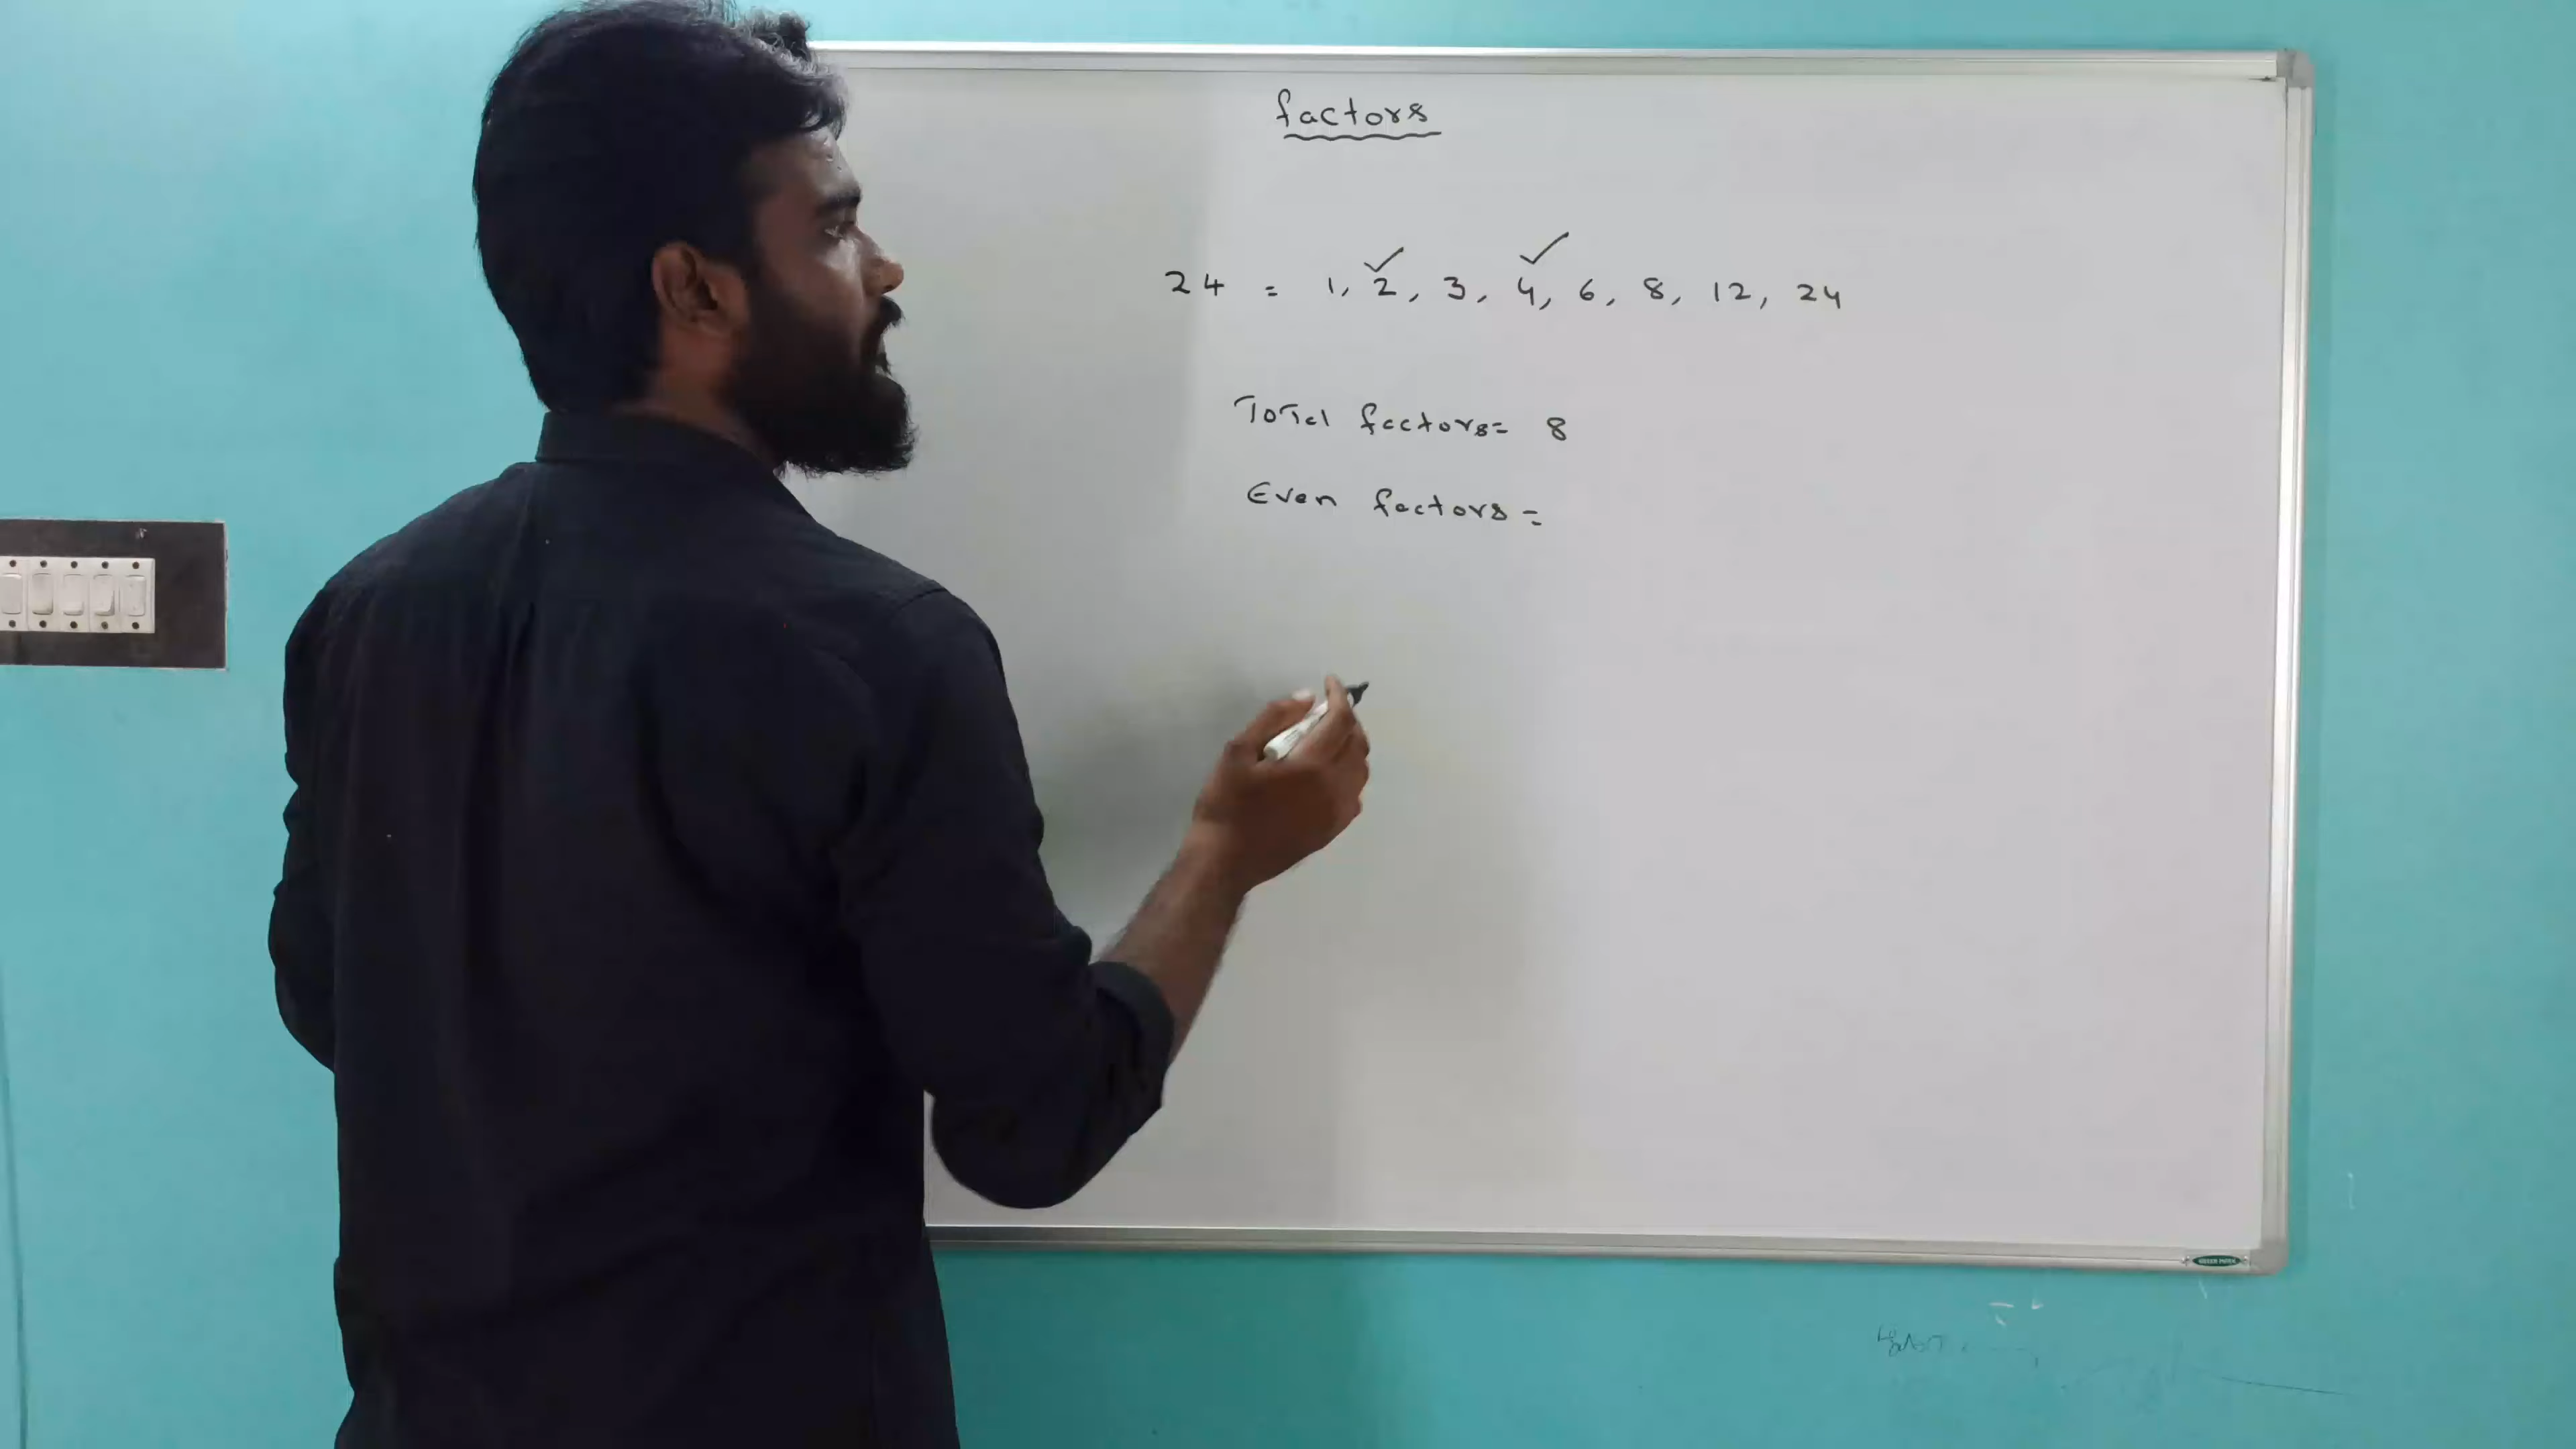 factors
24 = 1, 2, 3, 4, 6, 8, 12, 24
Total factors= 8
Even factors=